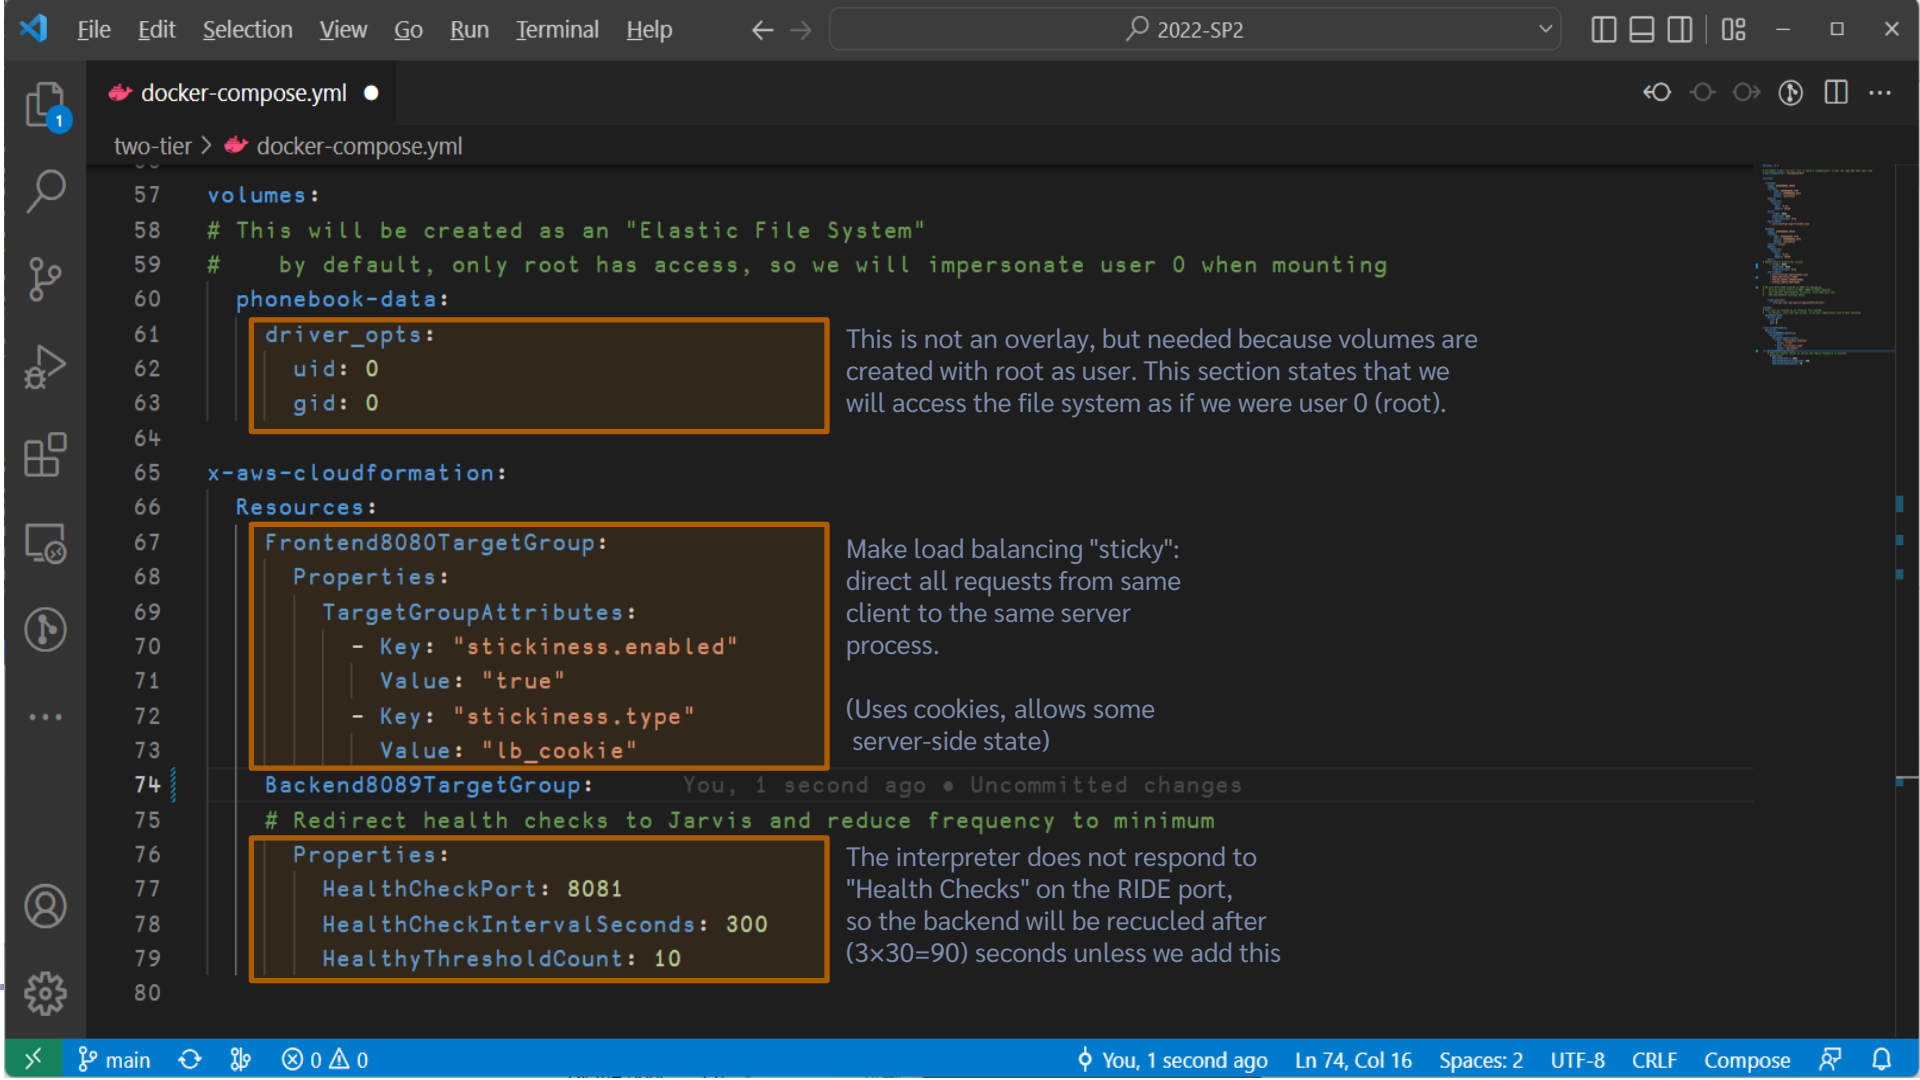 File Edit Selection View Go Run Terminal Help 2022-SP2
docker-compose.yml
1
two-tier > docker-compose.yml
57 volumes:
58 # This will be created as an "Elastic File System"
59 #    by default, only root has access, so we will impersonate user 0 when mounting
60   phonebook-data:
61     driver_opts:
62       uid: 0
63       gid: 0
This is not an overlay, but needed because volumes are
created with root as user. This section states that we
will access the file system as if we were user 0 (root).
64
65 x-aws-cloudformation:
66   Resources:
67     Frontend8080TargetGroup:
68       Properties:
69         TargetGroupAttributes:
70           - Key: "stickiness.enabled"
71             Value: "true"
72           - Key: "stickiness.type"
73             Value: "lb_cookie"
Make load balancing "sticky":
direct all requests from same
client to the same server
process.
(Uses cookies, allows some
server-side state)
74     Backend8089TargetGroup: You, 1 second ago • Uncommitted changes
75     # Redirect health checks to Jarvis and reduce frequency to minimum
76       Properties:
77         HealthCheckPort: 8081
78         HealthCheckIntervalSeconds: 300
79         HealthyThresholdCount: 10
The interpreter does not respond to
"Health Checks" on the RIDE port,
so the backend will be recucled after
(3×30=90) seconds unless we add this
80
main 0 0 You, 1 second ago Ln 74, Col 16 Spaces: 2 UTF-8 CRLF Compose